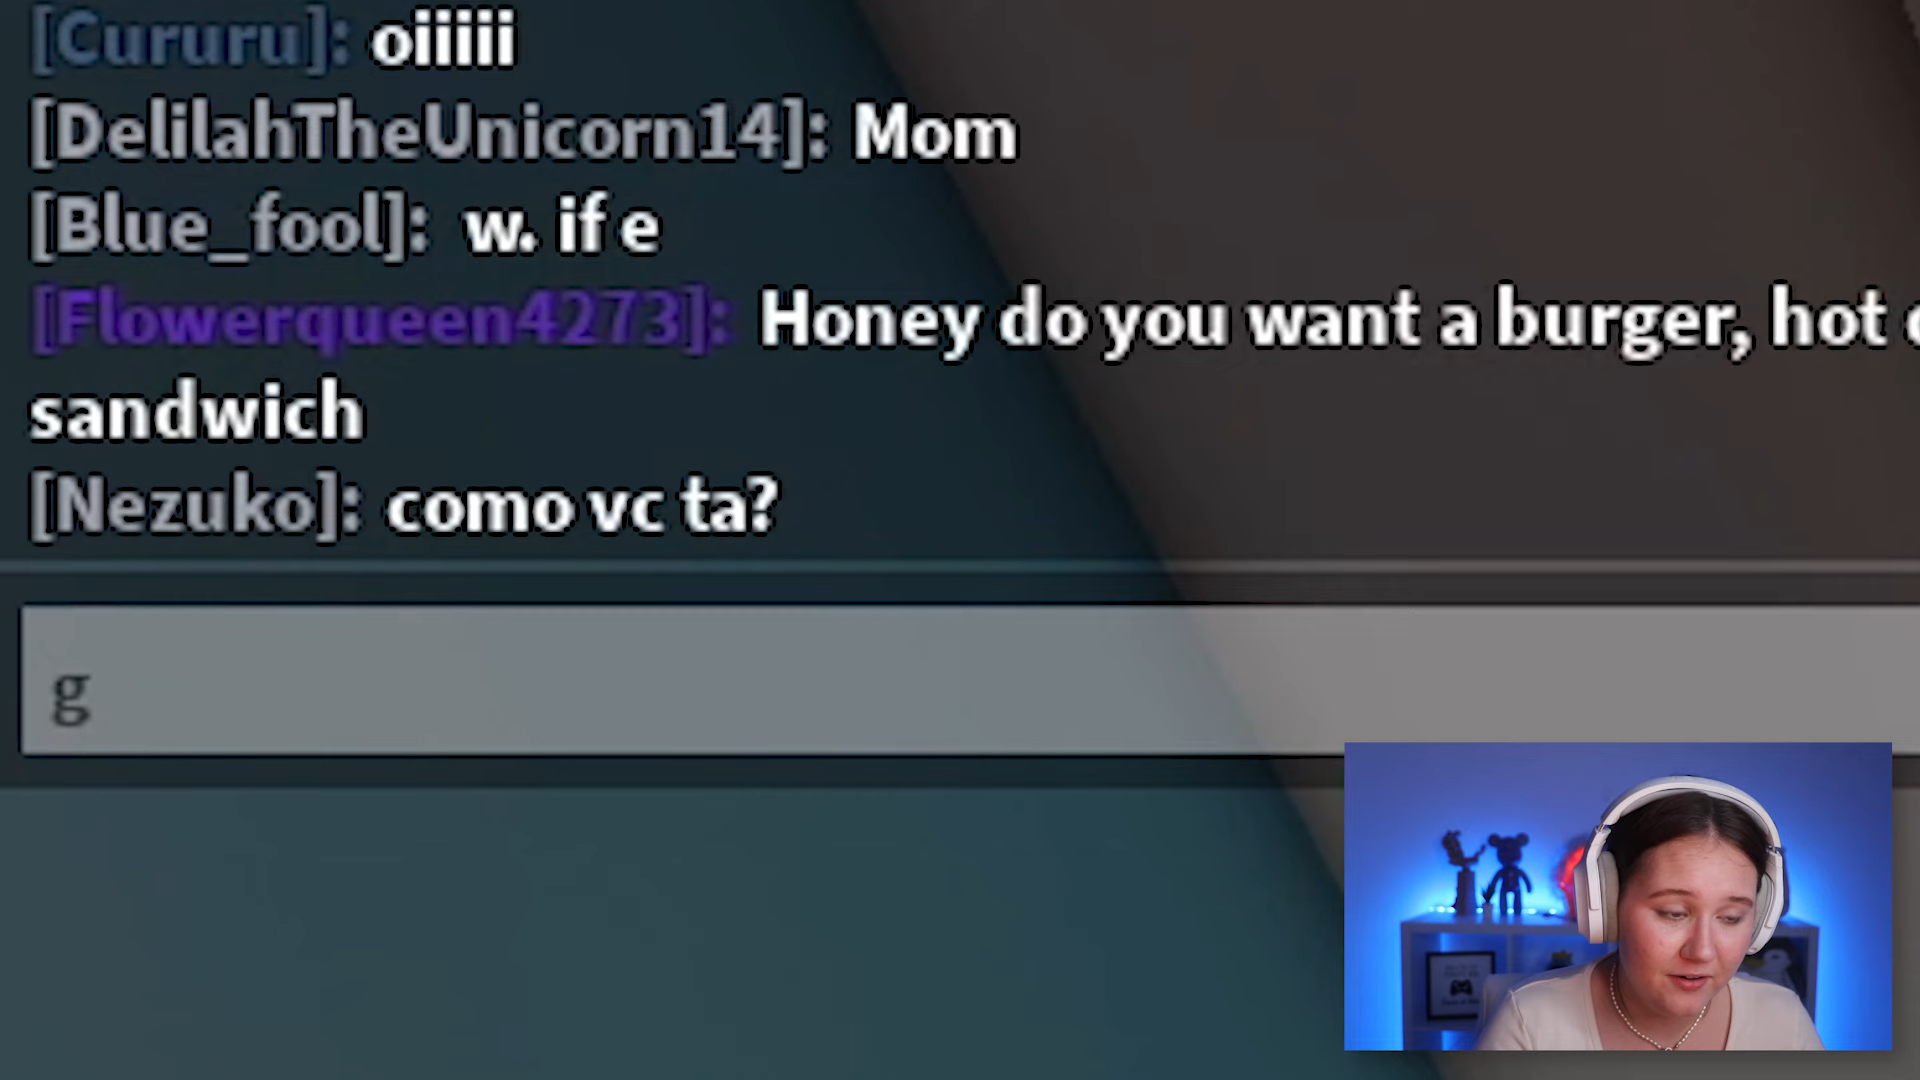 [Cururu]: oiiiii
[DelilahTheUnicorn14]: Mom
[Blue_fool]: w. if e
[Flowerqueen4273]: Honey do you want a burger, hot
sandwich
[Nezuko]: como vc ta?
g